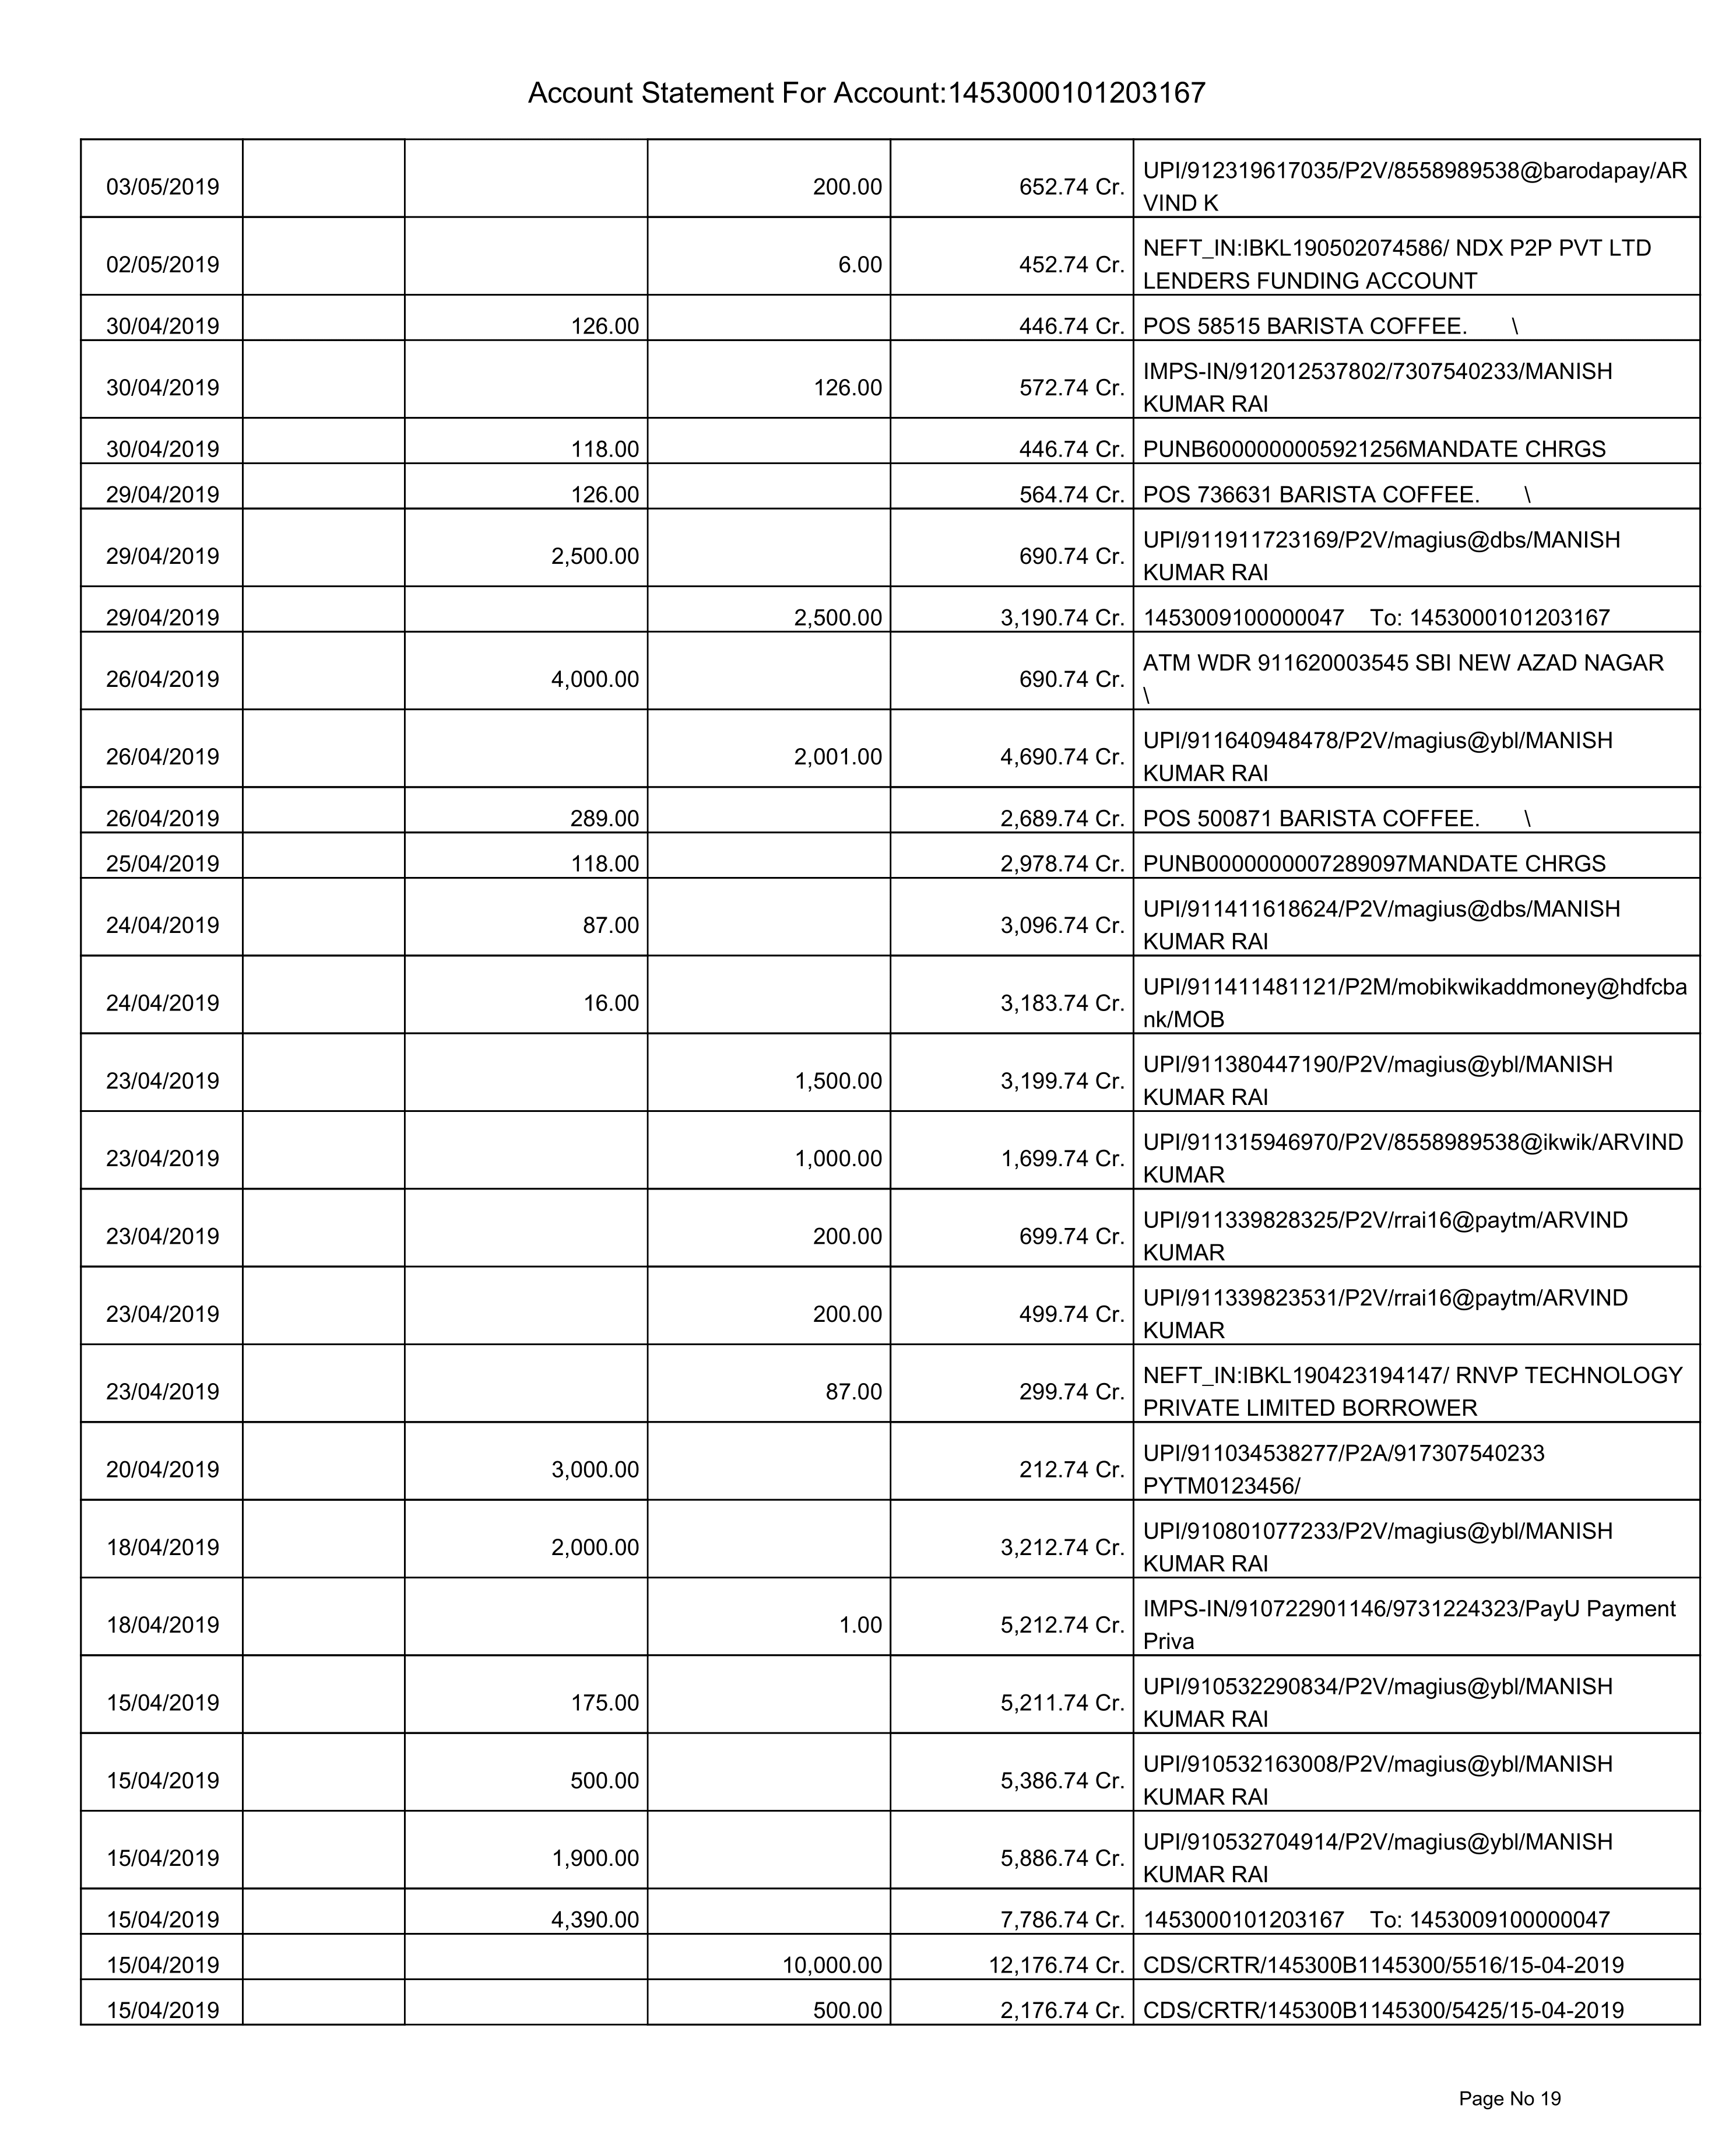 Account Statement For Account:1453000101203167
03/05/2019 200.00 652.74 Cr. UPI/912319617035/P2V/8558989538@barodapay/AR
VIND K
02/05/2019 6.00 452.74 Cr. NEFT_IN:IBKL190502074586/ NDX P2P PVT LTD
LENDERS FUNDING ACCOUNT
30/04/2019 126.00 446.74 Cr. POS 58515 BARISTA COFFEE. \
30/04/2019 126.00 572.74 Cr. IMPS-IN/912012537802/7307540233/MANISH
KUMAR RAI
30/04/2019 118.00 446.74 Cr. PUNB6000000005921256MANDATE CHRGS
29/04/2019 126.00 564.74 Cr. POS 736631 BARISTA COFFEE. \
29/04/2019 2,500.00 690.74 Cr. UPI/911911723169/P2V/magius@dbs/MANISH
KUMAR RAI
29/04/2019 2,500.00 3,190.74 Cr. 1453009100000047 To: 1453000101203167
26/04/2019 4,000.00 690.74 Cr. ATM WDR 911620003545 SBI NEW AZAD NAGAR
\
26/04/2019 2,001.00 4,690.74 Cr. UPI/911640948478/P2V/magius@ybl/MANISH
KUMAR RAI
26/04/2019 289.00 2,689.74 Cr. POS 500871 BARISTA COFFEE. \
25/04/2019 118.00 2,978.74 Cr. PUNB0000000007289097MANDATE CHRGS
24/04/2019 87.00 3,096.74 Cr. UPI/911411618624/P2V/magius@dbs/MANISH
KUMAR RAI
24/04/2019 16.00 3,183.74 Cr. UPI/911411481121/P2M/mobikwikaddmoney@hdfcba
nk/MOB
23/04/2019 1,500.00 3,199.74 Cr. UPI/911380447190/P2V/magius@ybl/MANISH
KUMAR RAI
23/04/2019 1,000.00 1,699.74 Cr. UPI/911315946970/P2V/8558989538@ikwik/ARVIND
KUMAR
23/04/2019 200.00 699.74 Cr. UPI/911339828325/P2V/rrai16@paytm/ARVIND
KUMAR
23/04/2019 200.00 499.74 Cr. UPI/911339823531/P2V/rrai16@paytm/ARVIND
KUMAR
23/04/2019 87.00 299.74 Cr. NEFT_IN:IBKL190423194147/ RNVP TECHNOLOGY
PRIVATE LIMITED BORROWER
20/04/2019 3,000.00 212.74 Cr. UPI/911034538277/P2A/917307540233
PYTM0123456/
18/04/2019 2,000.00 3,212.74 Cr. UPI/910801077233/P2V/magius@ybl/MANISH
KUMAR RAI
18/04/2019 1.00 5,212.74 Cr. IMPS-IN/910722901146/9731224323/PayU Payment
Priva
15/04/2019 175.00 5,211.74 Cr. UPI/910532290834/P2V/magius@ybl/MANISH
KUMAR RAI
15/04/2019 500.00 5,386.74 Cr. UPI/910532163008/P2V/magius@ybl/MANISH
KUMAR RAI
15/04/2019 1,900.00 5,886.74 Cr. UPI/910532704914/P2V/magius@ybl/MANISH
KUMAR RAI
15/04/2019 4,390.00 7,786.74 Cr. 1453000101203167 To: 1453009100000047
15/04/2019 10,000.00 12,176.74 Cr. CDS/CRTR/145300B1145300/5516/15-04-2019
15/04/2019 500.00 2,176.74 Cr. CDS/CRTR/145300B1145300/5425/15-04-2019
Page No 19